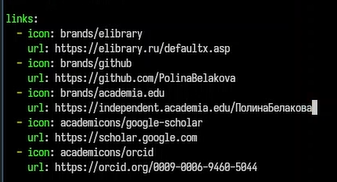 links:
  - icon: brands/elibrary
    url: https://elibrary.ru/defaultx.asp
  - icon: brands/github
    url: https://github.com/PolinaBelakova
  - icon: brands/academia.edu
    url: https://independent.academia.edu/ПолинаБелакова
  - icon: academicons/google-scholar
    url: https://scholar.google.com
  - icon: academicons/orcid
    url: https://orcid.org/0009-0006-9460-5044